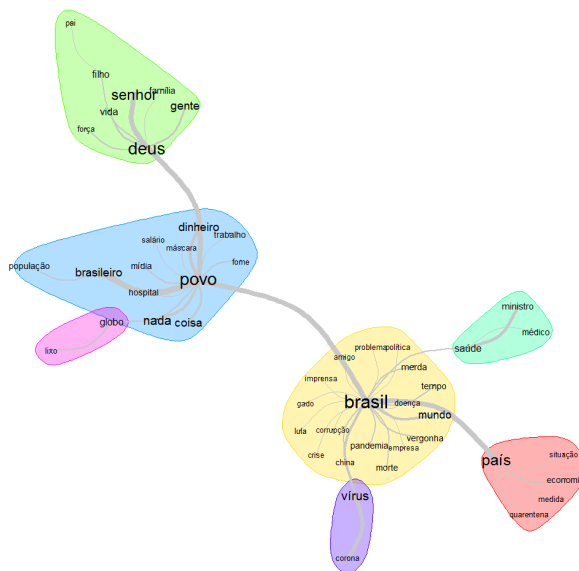 pai
filho
senhor
família
vida
gente
força
deus
dinheiro
trabalho
salário
máscara
mídia
fome
população
brasileiro
povo
hospital
globo
nada
coisa
lixo
ministro
médico
saúde
problema
política
amigo
merda
imprensa
tempo
gado
brasil
doença
mundo
luta
corrupção
pandemia
empresa
vergonha
crise
china
morte
país
situação
economi
medida
quarentena
vírus
corona